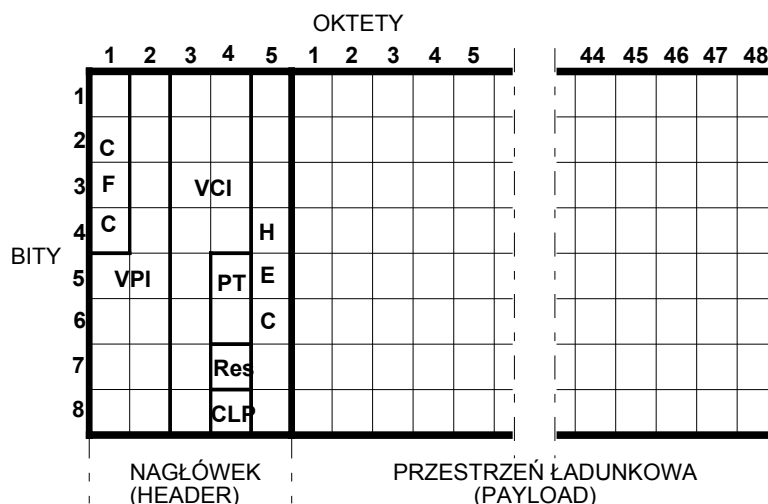 OKTETY
1 2 3 4 5 1 2 3 4 5 44 45 46 47 48
1
2
C
3 F VCI
4 C H
BITY
5 VPI PT E
6 C
7 Res
8 CLP
NAGŁÓWEK PRZESTRZEŃ ŁADUNKOWA
(HEADER) (PAYLOAD)